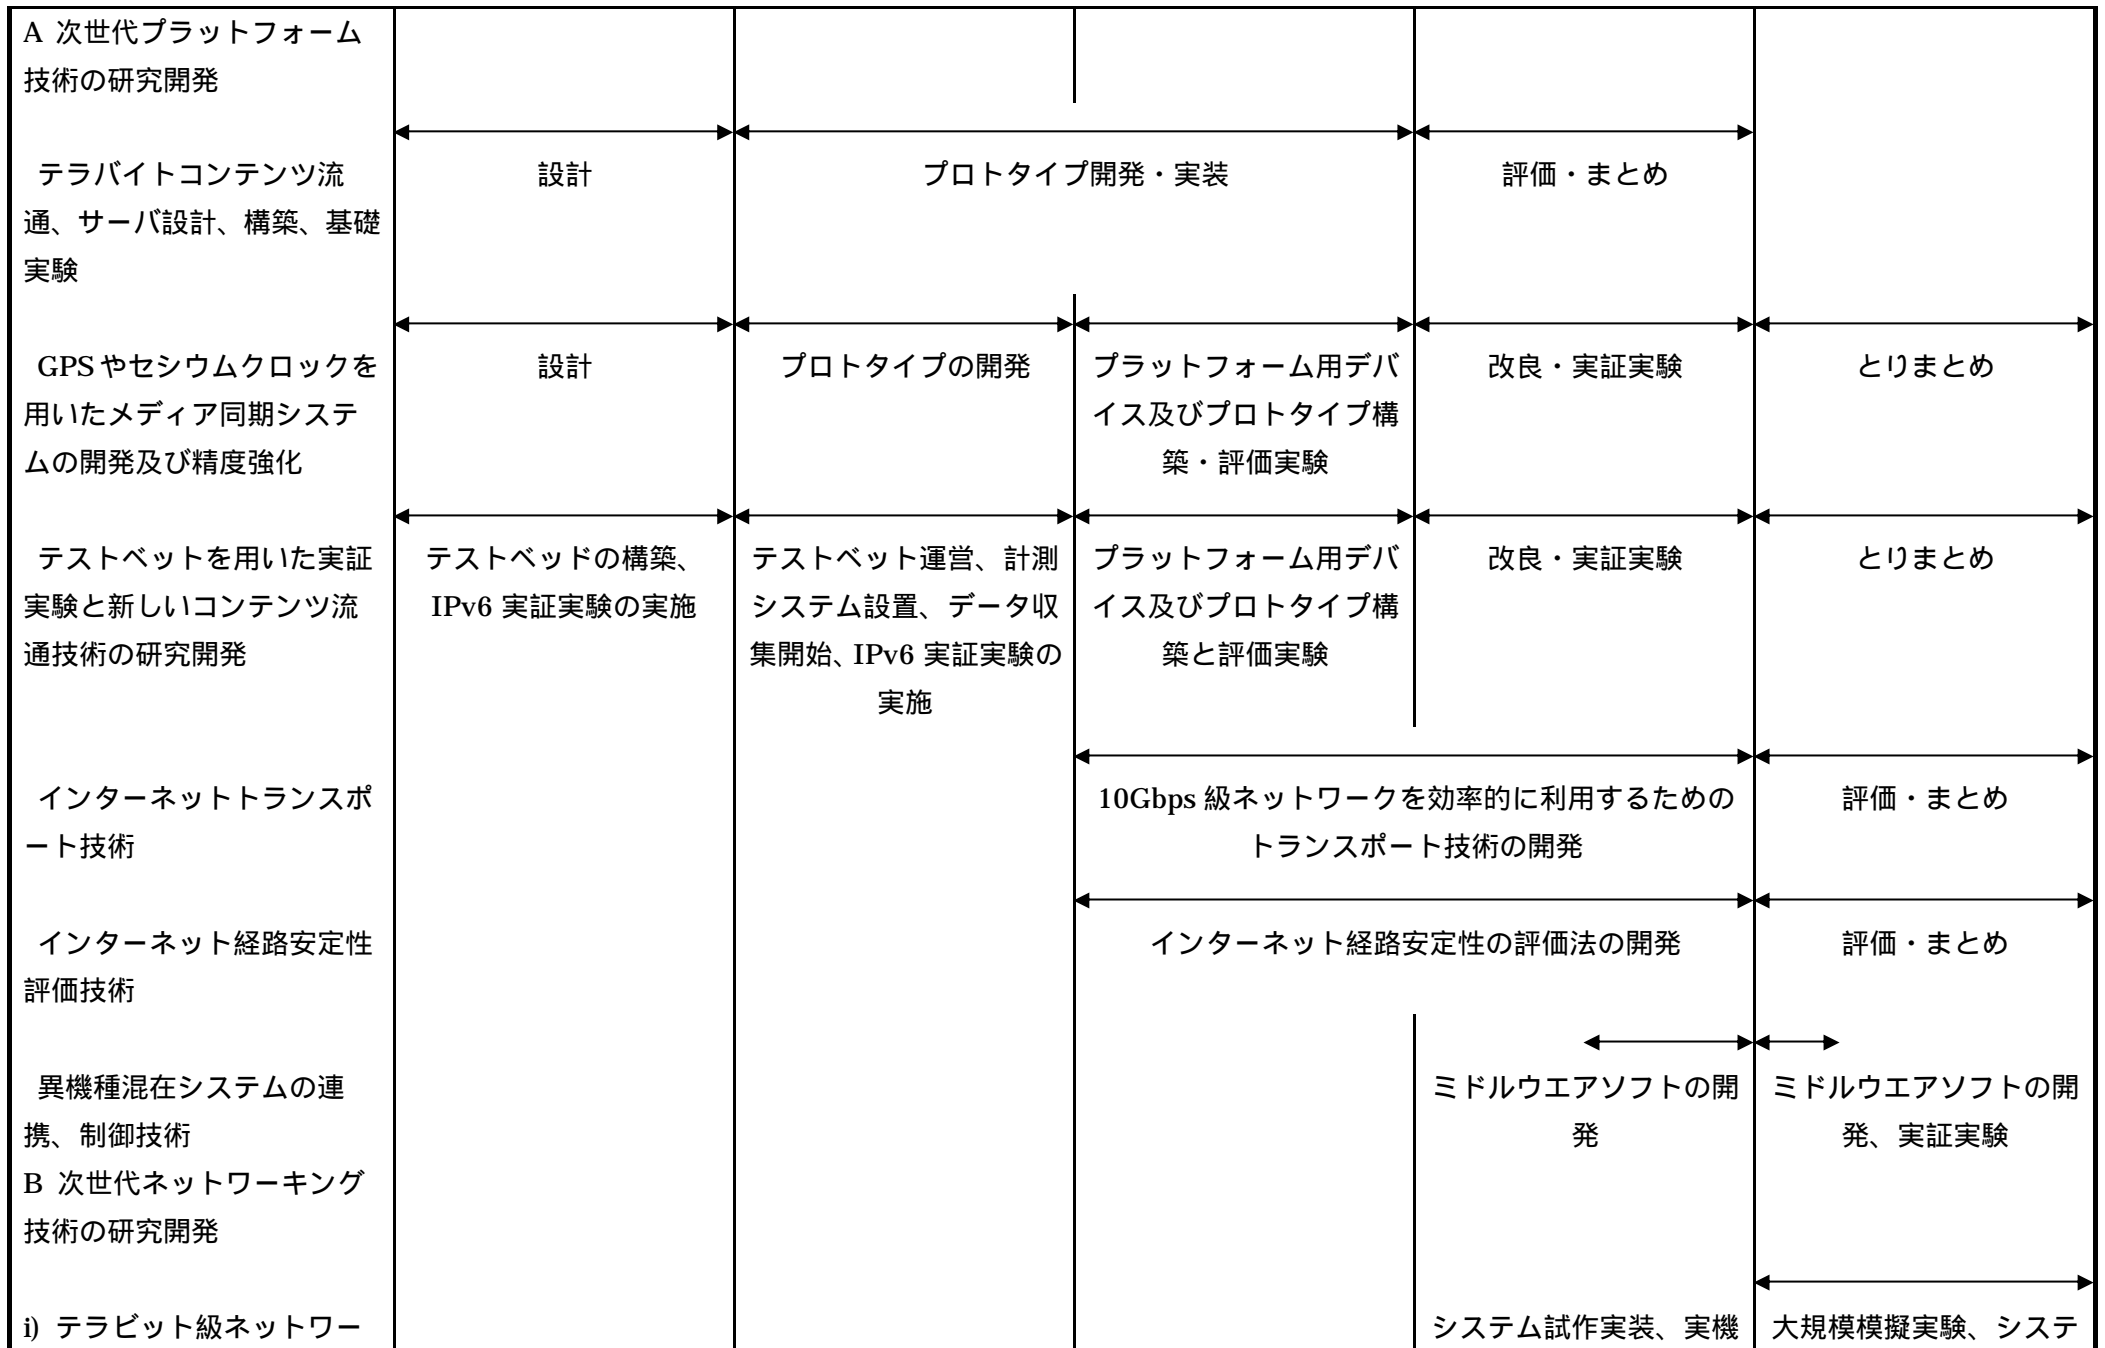 A 次世代プラットフォーム
技術の研究開発
テラバイトコンテンツ流
通、サーバ設計、構築、基礎
実験
設計
プロトタイプ開発・実装
評価・まとめ
GPSやセシウムクロックを
用いたメディア同期システ
ムの開発及び精度強化
設計
プロトタイプの開発
プラットフォーム用デバ
イス及びプロトタイプ構
築・評価実験
改良・実証実験
とりまとめ
テストベットを用いた実証
実験と新しいコンテンツ流
通技術の研究開発
テストベッドの構築、
IPv6 実証実験の実施
テストベット運営、計測
システム設置、データ収
集開始、IPv6 実証実験の
実施
プラットフォーム用デバ
イス及びプロトタイプ構
築と評価実験
改良・実証実験
とりまとめ
インターネットトランスポ
ート技術
10Gbps 級ネットワークを効率的に利用するための
トランスポート技術の開発
評価・まとめ
インターネット経路安定性
評価技術
インターネット経路安定性の評価法の開発
評価・まとめ
異機種混在システムの連
携、制御技術
ミドルウエアソフトの開
発
ミドルウエアソフトの開
発、実証実験
B 次世代ネットワーキング
技術の研究開発
i) テラビット級ネットワー
システム試作実装、実機
大規模模擬実験、システ